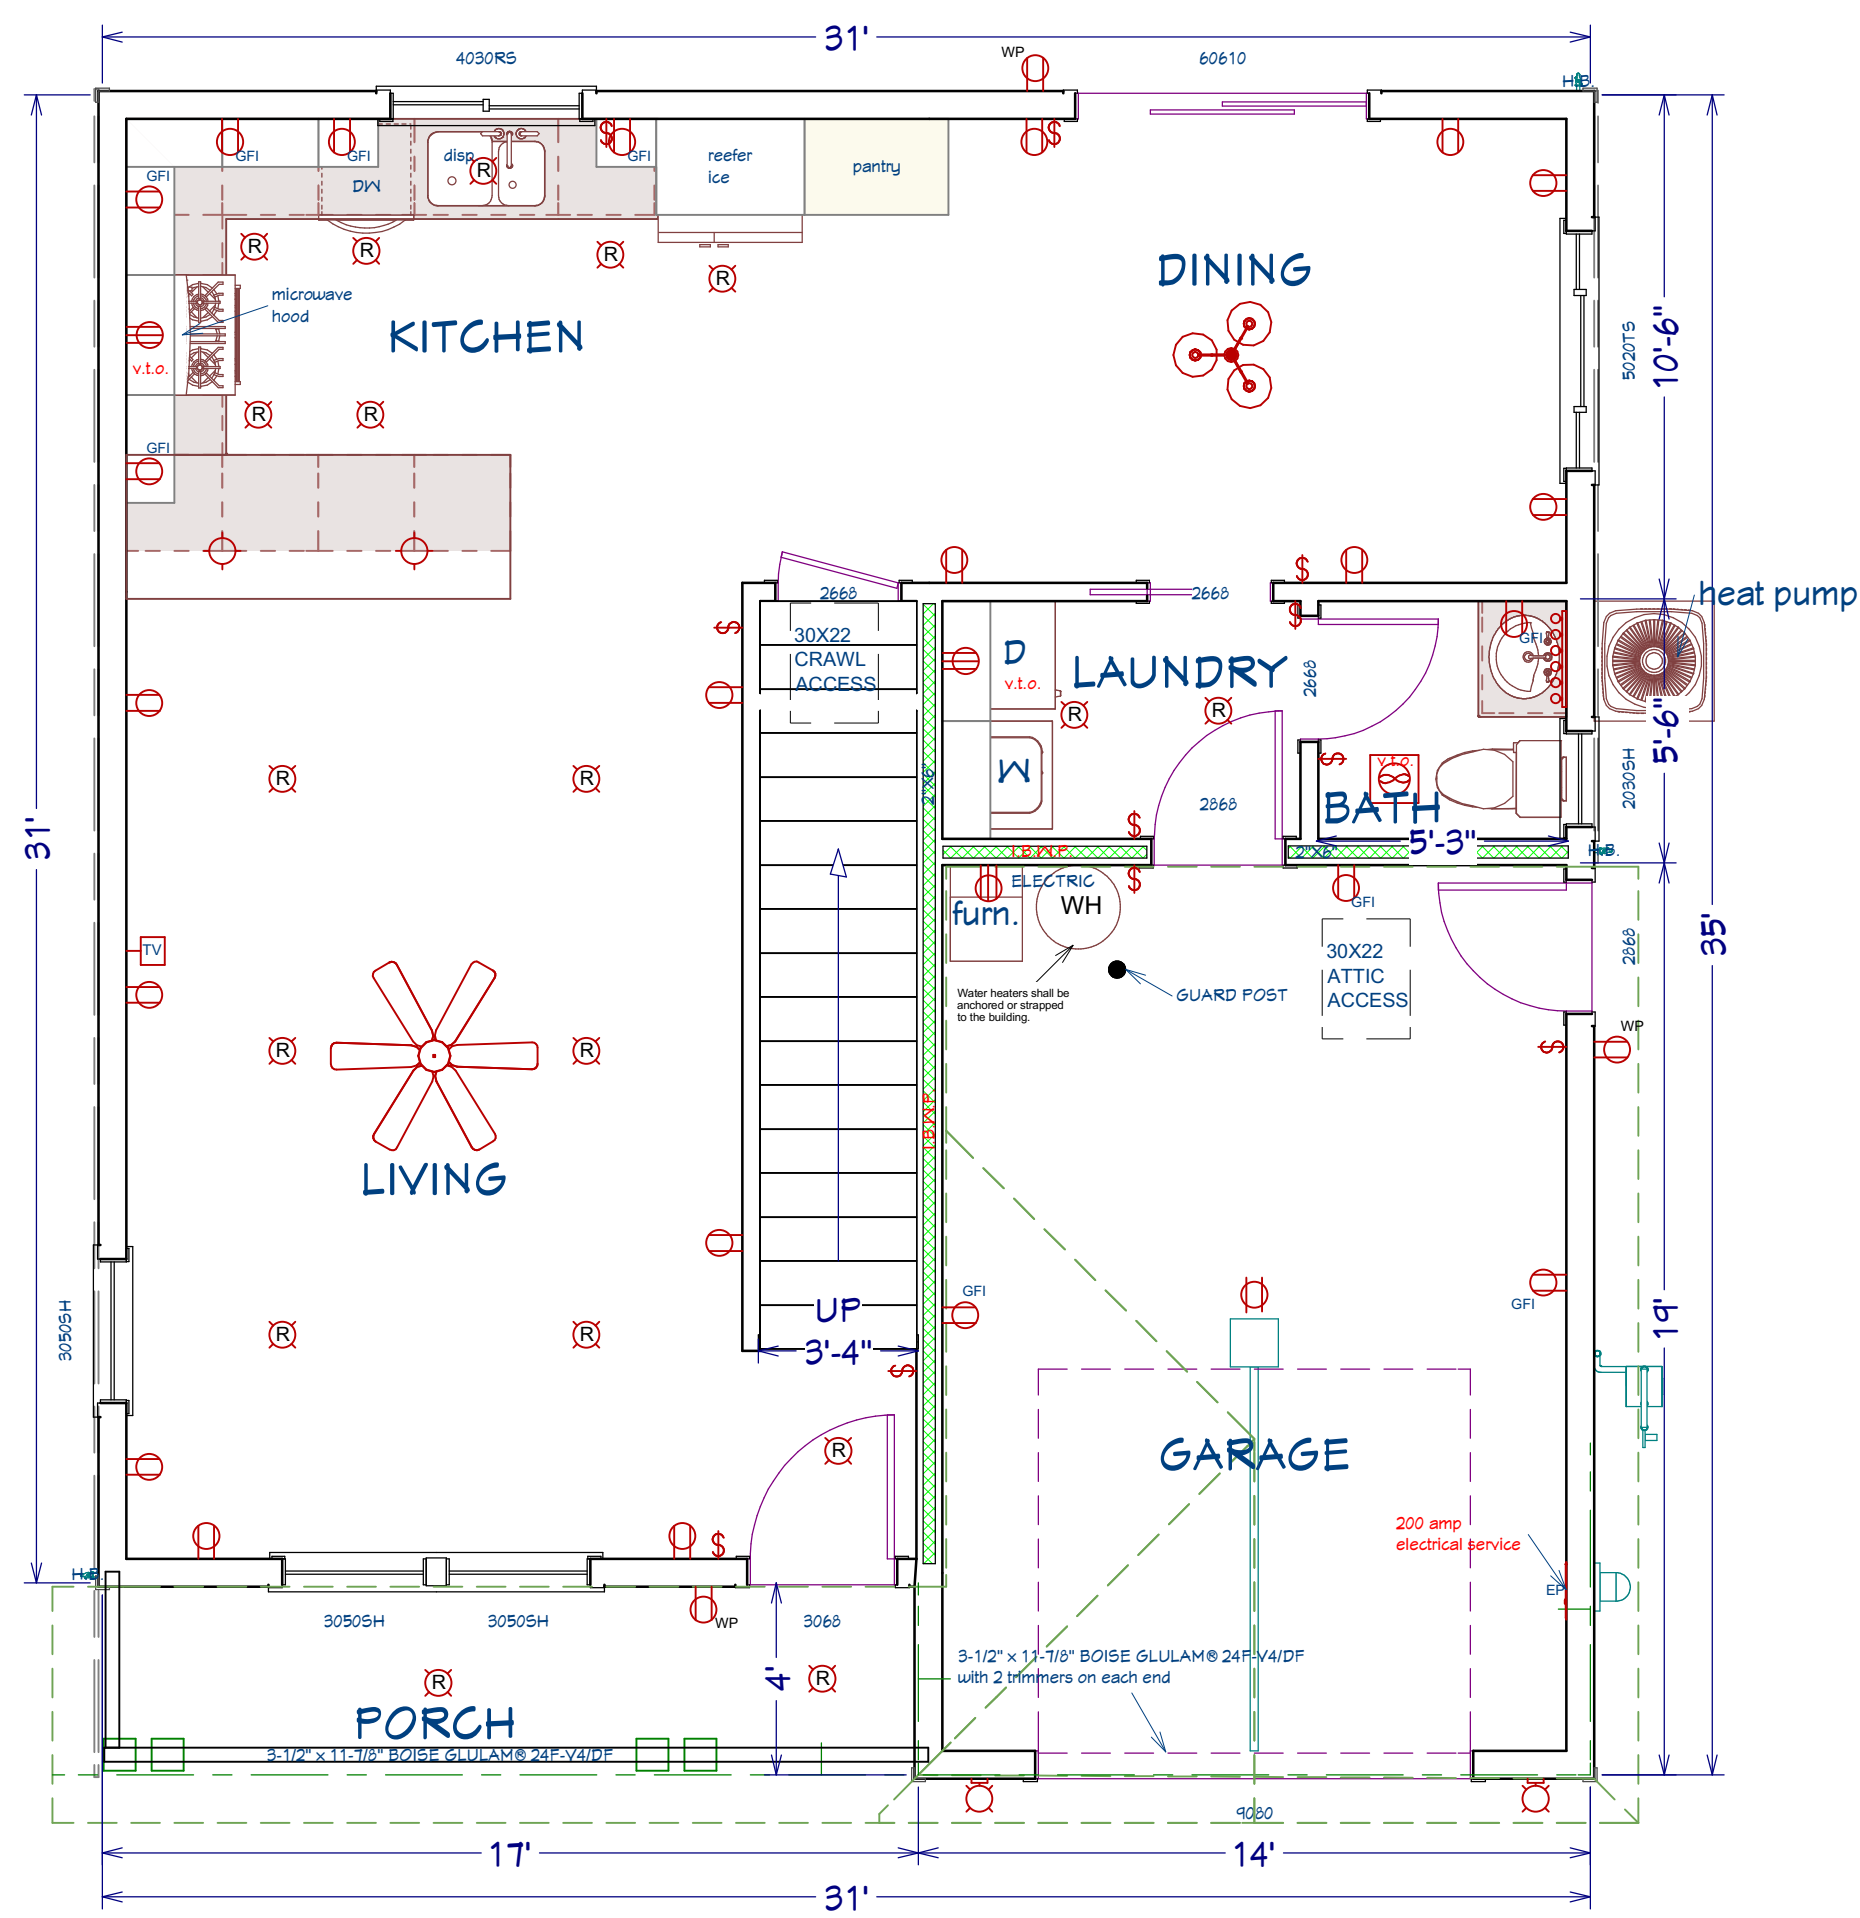 31'
4030RS
WP
60610
H.B.
GFI
GFI
disp
GFI
reefer
ice
pantry
GFI
DW
R
R
R
R
R
DINING
microwave
hood
KITCHEN
v.t.o.
5020TS
10'-6"
R
R
GFI
2668
2668
heat pump
30X22
CRAWL
ACCESS
D
v.t.o.
LAUNDRY
2668
GFI
R
R
5'-6"
W
2"X6"
2868
v.t.o.
BATH
2030SH
R
R
31'
5'-3"
I.B.W.P.
2"X6"
H.B.
ELECTRIC
furn.
WH
GFI
TV
30X22
ATTIC
ACCESS
2868
35'
Water heaters shall be
anchored or strapped
to the building.
GUARD POST
WP
R
R
I.B.W.P.
LIVING
GFI
GFI
UP
3'-4"
19'
3050SH
R
R
R
GARAGE
200 amp
electrical service
EP
H.B.
3050SH
3050SH
WP
3068
3-1/2" x 11-7/8" BOISE GLULAM® 24F-V4/DF
with 2 trimmers on each end
R
4'
R
PORCH
3-1/2" x 11-7/8" BOISE GLULAM® 24F-V4/DF
9080
17'
14'
31'